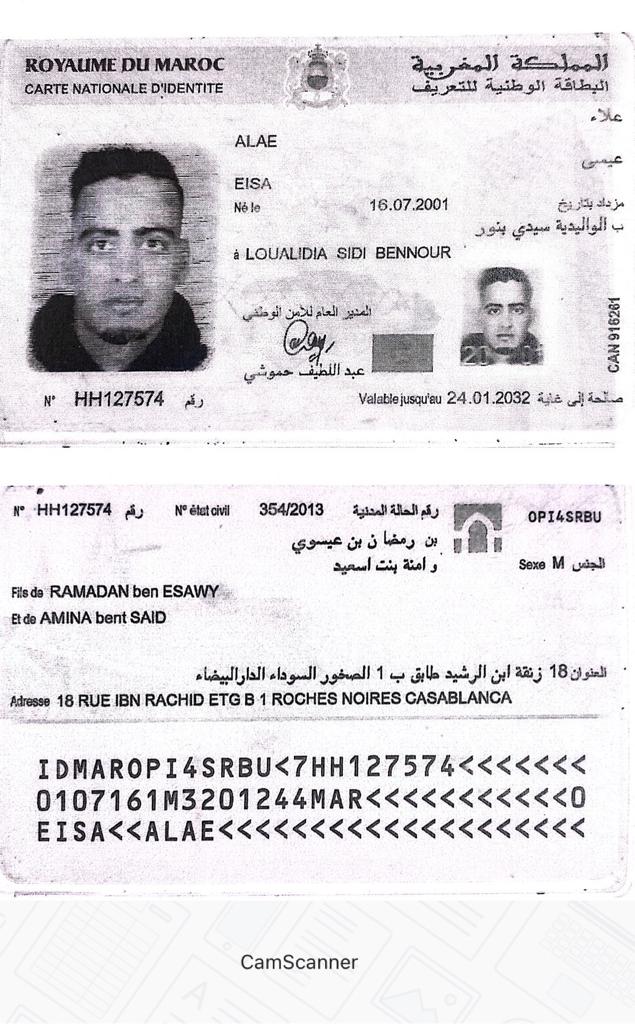 ROYAUME DU MAROC
المملكة المغربية
CARTE NATIONALE D'IDENTITE
البطاقة الوطنية للتعريف
علاء
ALAE
عيسى
EISA
Né le 16.07.2001 مزداد بتاريخ
ب الواليدية سيدي بنور
à LOUALIDIA SIDI BENNOUR
المدير العام للأمن الوطني
عبد اللطيف حموشي
CAN 916281
N° HH127574 رقم
Valable jusqu'au 24.01.2032 صالحة إلى غاية
N° HH127574 رقم
N° état civil 354/2013 رقم الحالة المدنية
OPI4SRBU
بن رمضان بن عيسوي
و امنة بنت اسعيد
Sexe M الجنس
Fils de RAMADAN ben ESAWY
Et de AMINA bent SAID
العنوان 18 زنقة ابن الرشيد طابق ب 1 الصخور السوداء الدارالبيضاء
Adresse 18 RUE IBN RACHID ETG B 1 ROCHES NOIRES CASABLANCA
IDMAROPI4SRBU<7HH127574<<<<<<<
0107161M3201244MAR<<<<<<<<<<<0
EISA<<ALAE<<<<<<<<<<<<<<<<<<<<
CamScanner